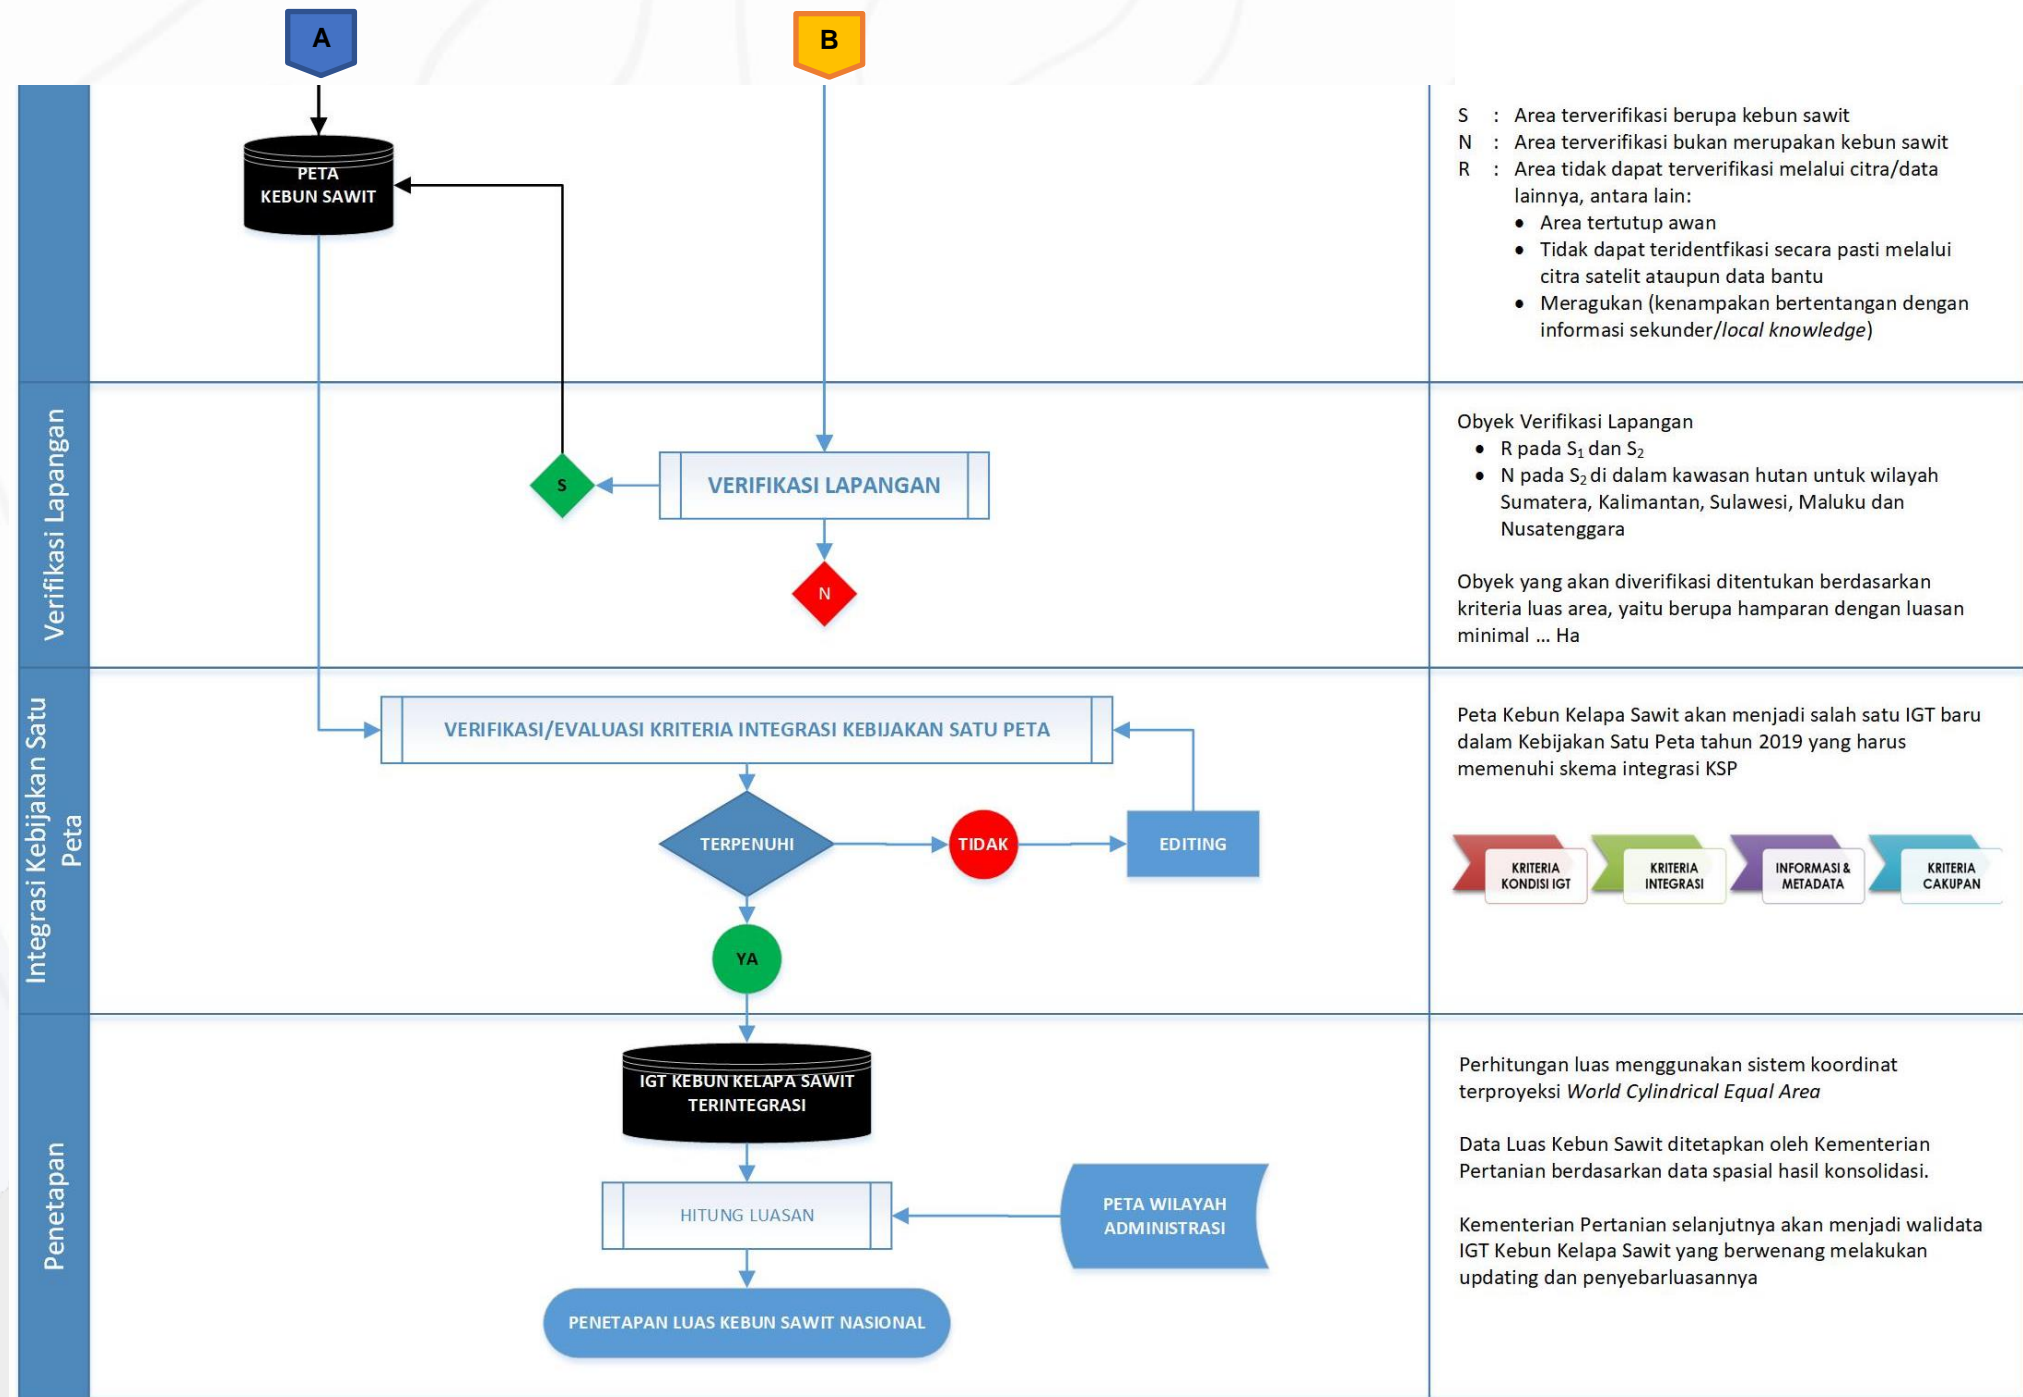 A
B
PETA
KEBUN SAWIT
S : Area terverifikasi berupa kebun sawit
N : Area terverifikasi bukan merupakan kebun sawit
R : Area tidak dapat terverifikasi melalui citra/data
lainnya, antara lain:
• Area tertutup awan
• Tidak dapat teridentfikasi secara pasti melalui
citra satelit ataupun data bantu
• Meragukan (kenampakan bertentangan dengan
informasi sekunder/local knowledge)
Verifikasi Lapangan
S
VERIFIKASI LAPANGAN
N
Obyek Verifikasi Lapangan
• R pada S₁ dan S₂
• N pada S₂ di dalam kawasan hutan untuk wilayah
Sumatera, Kalimantan, Sulawesi, Maluku dan
Nusatenggara
Obyek yang akan diverifikasi ditentukan berdasarkan
kriteria luas area, yaitu berupa hamparan dengan luasan
minimal ... Ha
Integrasi Kebijakan Satu
Peta
VERIFIKASI/EVALUASI KRITERIA INTEGRASI KEBIJAKAN SATU PETA
TERPENUHI
TIDAK
EDITING
YA
Peta Kebun Kelapa Sawit akan menjadi salah satu IGT baru
dalam Kebijakan Satu Peta tahun 2019 yang harus
memenuhi skema integrasi KSP
KRITERIA
KONDISI IGT
KRITERIA
INTEGRASI
INFORMASI &
METADATA
KRITERIA
CAKUPAN
Penetapan
IGT KEBUN KELAPA SAWIT
TERINTEGRASI
HITUNG LUASAN
PETA WILAYAH
ADMINISTRASI
PENETAPAN LUAS KEBUN SAWIT NASIONAL
Perhitungan luas menggunakan sistem koordinat
terproyeksi World Cylindrical Equal Area
Data Luas Kebun Sawit ditetapkan oleh Kementerian
Pertanian berdasarkan data spasial hasil konsolidasi.
Kementerian Pertanian selanjutnya akan menjadi walidata
IGT Kebun Kelapa Sawit yang berwenang melakukan
updating dan penyebarluasannya